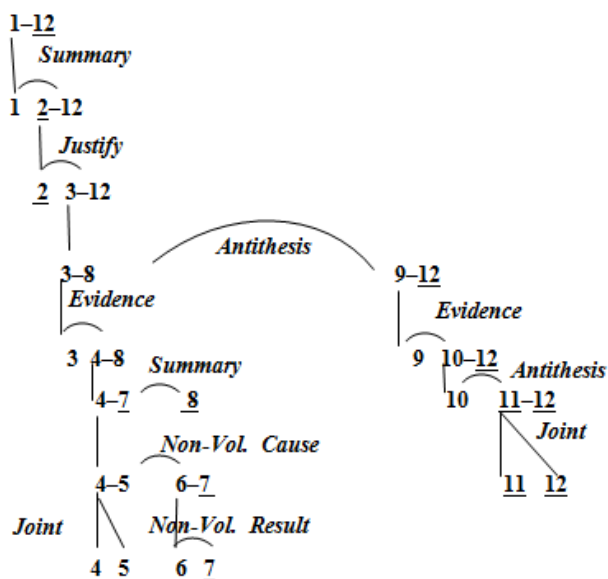 1–12
Summary
1 2–12
Justify
2 3–12
Antithesis
3–8 9–12
Evidence Evidence
3 4–8 Summary 9 10–12 Antithesis
4–7 8 10 11–12
Joint
Non-Vol. Cause
4–5 6–7 11 12
Joint Non-Vol. Result
4 5 6 7